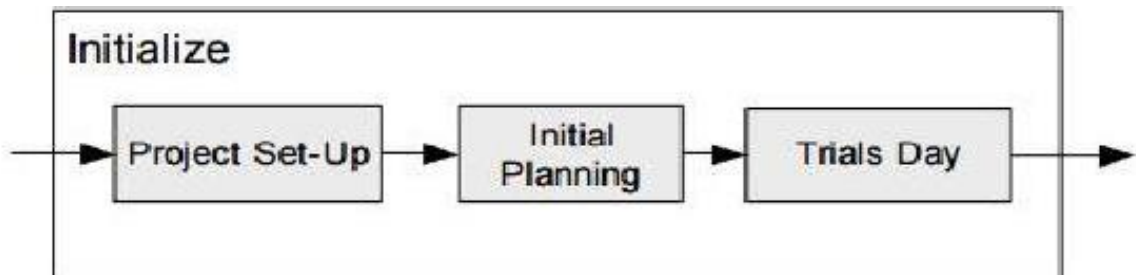 Initialize
Project Set-Up
Initial
Planning
Trials Day